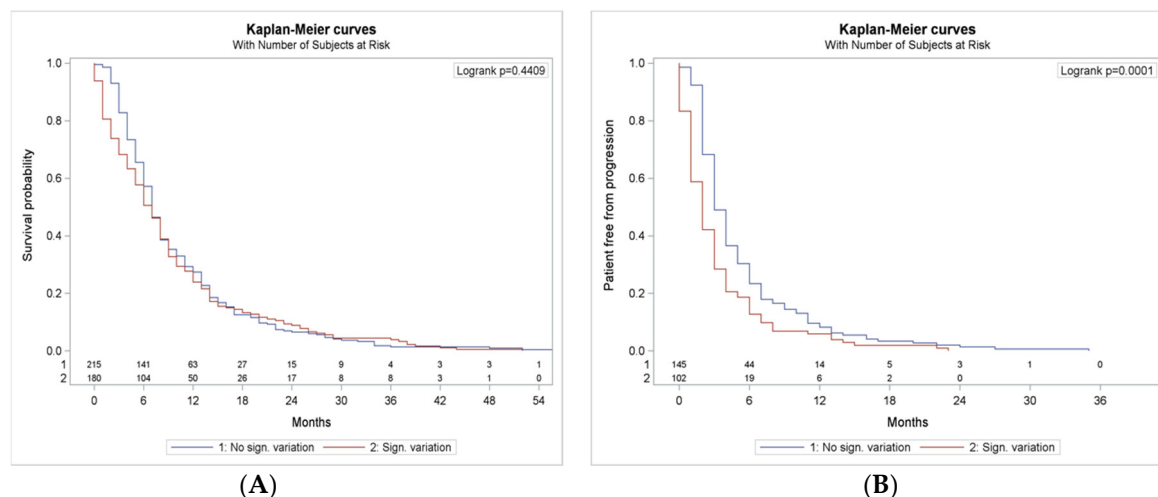 Kaplan-Meier curves
With Number of Subjects at Risk
Logrank p=0.4409
Survival probability
1.0
0.8
0.6
0.4
0.2
0.0
1 215 141 63 27 15 9 4 3 3 1
2 180 104 50 26 17 8 8 3 1 0
0 6 12 18 24 30 36 42 48 54
Months
1: No sign. variation 2: Sign. variation
(A)
Kaplan-Meier curves
With Number of Subjects at Risk
Logrank p=0.0001
Patient free from progression
1.0
0.8
0.6
0.4
0.2
0.0
1 145 44 14 5 3 1 0
2 102 19 6 2 0
0 6 12 18 24 30 36
Months
1: No sign. variation 2: Sign. variation
(B)